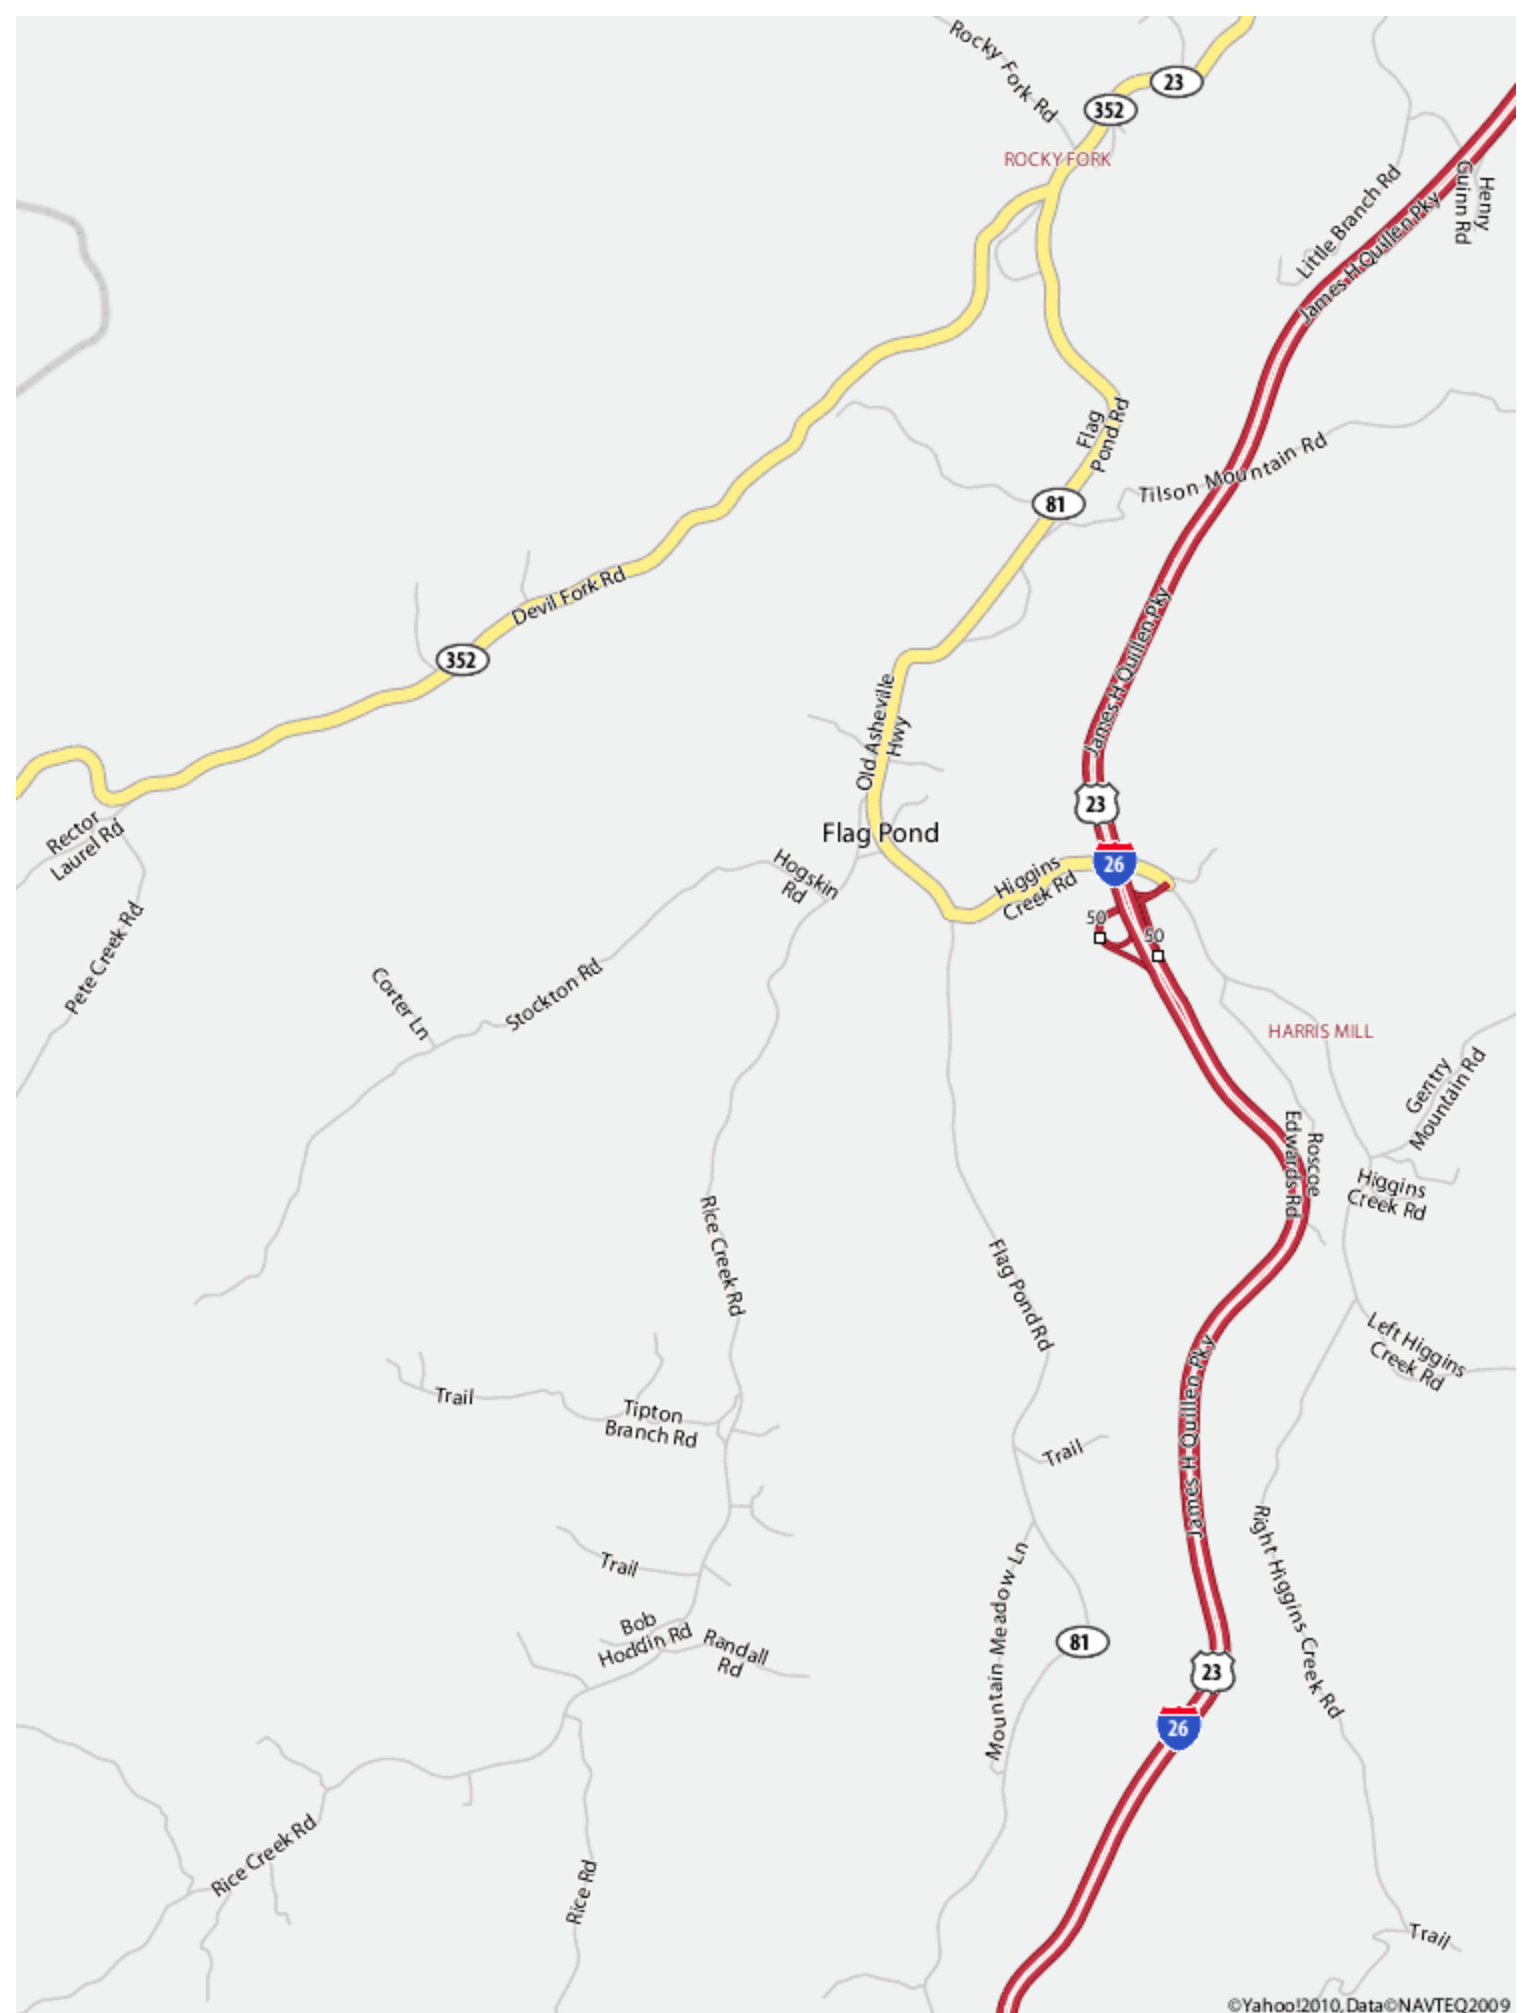 Rocky Fork Rd
23
352
ROCKY FORK
Little Branch Rd
Henry
Guinn Rd
James H Quillen Pky
Flag
Pond Rd
Tilson Mountain Rd
81
Devil Fork Rd
352
James H Quillen Pky
Old Asheville
Hwy
23
Rector
Laurel Rd
Flag Pond
Hogskin
Rd
Higgins
Creek Rd
26
50
50
Pete Creek Rd
Corter Ln
Stockton Rd
HARRIS MILL
Gentry
Mountain Rd
Roscoe
Edwards Rd
Higgins
Creek Rd
Rice Creek Rd
Flag Pond Rd
Left Higgins
Creek Rd
James H Quillen Pky
Trail
Tipton
Branch Rd
Trail
Right Higgins Creek Rd
Mountain Meadow Ln
Trail
Bob
Hodgin Rd
Randall
Rd
81
23
26
Rice Creek Rd
Rice Rd
Trail
©Yahoo!2010, Data©NAVTEQ2009